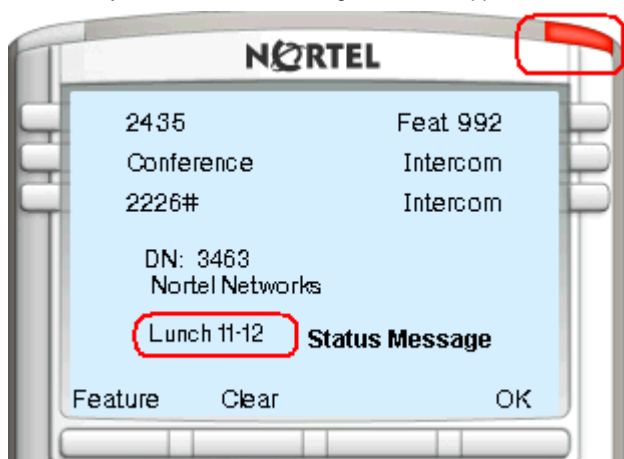 NORTEL
2435 Feat 992
Conference Intercom
2226# Intercom
DN: 3463
Nortel Networks
Lunch 11-12 Status Message
Feature Clear OK